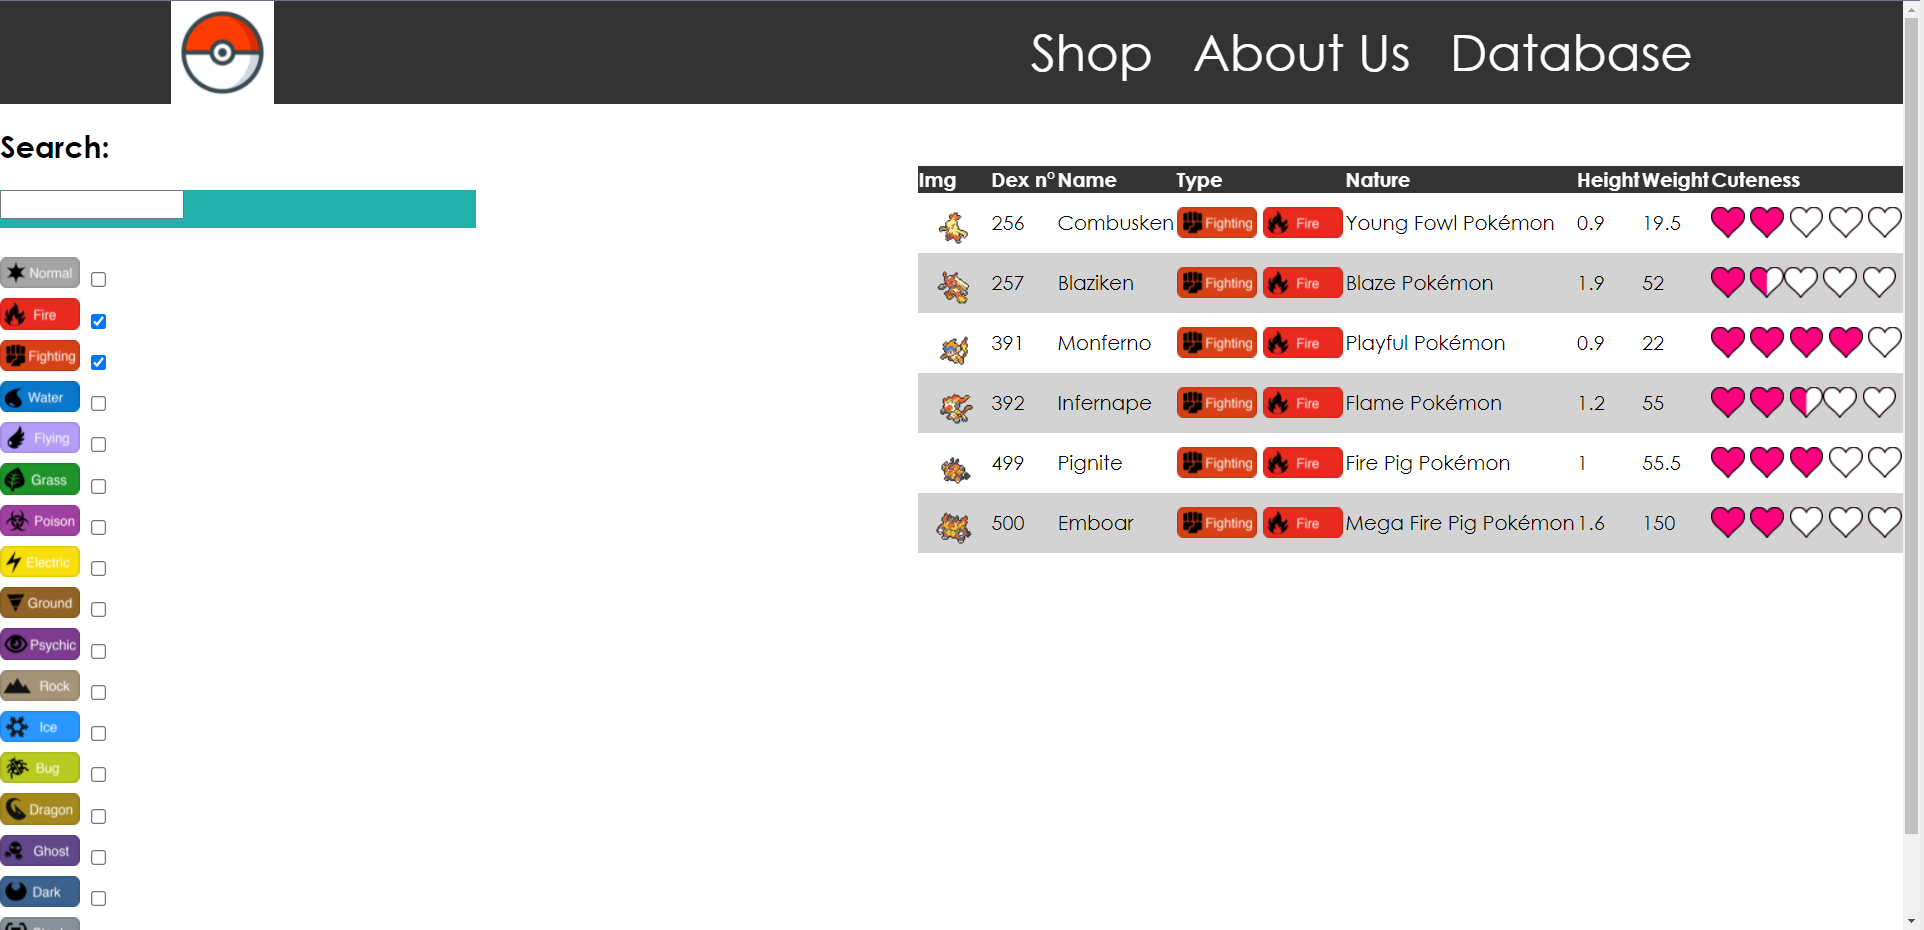 Shop About Us Database
Search:
Normal
Fire
Fighting
Water
Flying
Grass
Poison
Electric
Ground
Psychic
Rock
Ice
Bug
Dragon
Ghost
Dark
Img Dex n° Name Type Nature Height Weight Cuteness
256 Combusken Fighting Fire Young Fowl Pokémon 0.9 19.5
257 Blaziken Fighting Fire Blaze Pokémon 1.9 52
391 Monferno Fighting Fire Playful Pokémon 0.9 22
392 Infernape Fighting Fire Flame Pokémon 1.2 55
499 Pignite Fighting Fire Fire Pig Pokémon 1 55.5
500 Emboar Fighting Fire Mega Fire Pig Pokémon 1.6 150